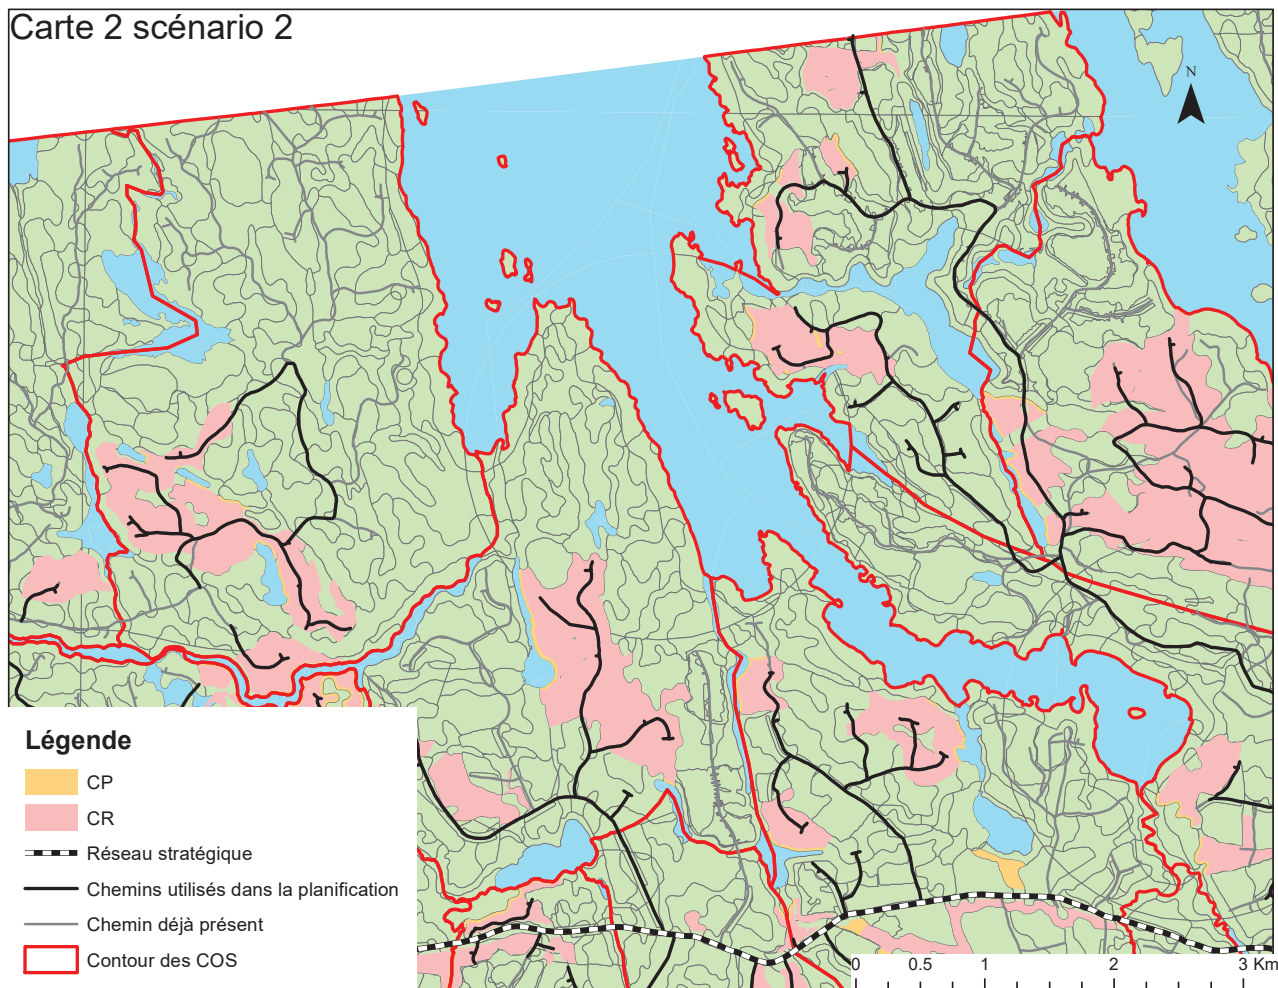 Carte 2 scénario 2
N
Légende
CP
CR
Réseau stratégique
Chemins utilisés dans la planification
Chemin déjà présent
Contour des COS
0 0.5 1 2 3 Km